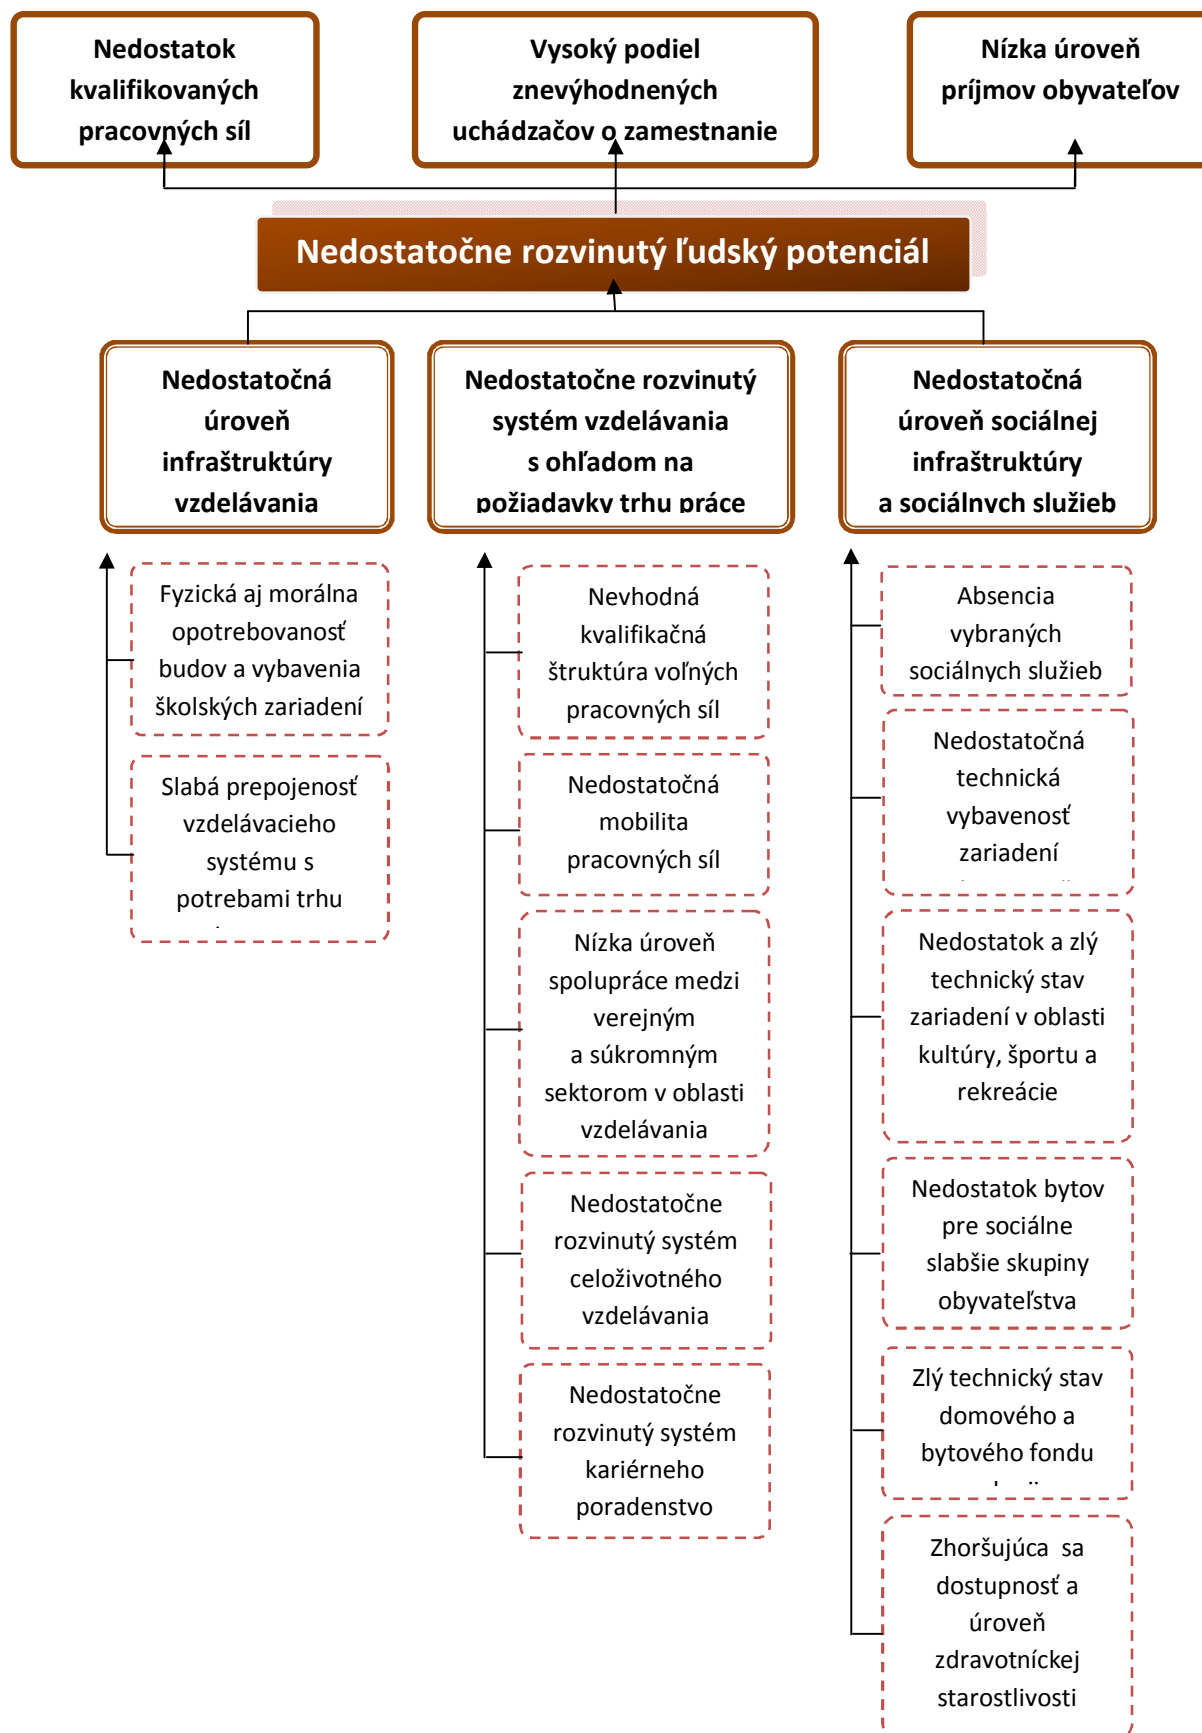 Nedostatok
kvalifikovaných
pracovných síl
Vysoký podiel
znevýhodnených
uchádzačov o zamestnanie
Nízka úroveň
príjmov obyvateľov
Nedostatočne rozvinutý ľudský potenciál
Nedostatočná
úroveň
infraštruktúry
vzdelávania
Nedostatočne rozvinutý
systém vzdelávania
s ohľadom na
požiadavky trhu práce
Nedostatočná
úroveň sociálnej
infraštruktúry
a sociálnych služieb
Fyzická aj morálna
opotrebovanosť
budov a vybavenia
školských zariadení
Slabá prepojenosť
vzdelávacieho
systému s
potrebami trhu
Nevhodná
kvalifikačná
štruktúra voľných
pracovných síl
Nedostatočná
mobilita
pracovných síl
Nízka úroveň
spolupráce medzi
verejným
a súkromným
sektorom v oblasti
vzdelávania
Nedostatočne
rozvinutý systém
celoživotného
vzdelávania
Nedostatočne
rozvinutý systém
kariérneho
poradenstvo
Absencia
vybraných
sociálnych služieb
Nedostatočná
technická
vybavenosť
zariadení
Nedostatok a zlý
technický stav
zariadení v oblasti
kultúry, športu a
rekreácie
Nedostatok bytov
pre sociálne
slabšie skupiny
obyvateľstva
Zlý technický stav
domového a
bytového fondu
Zhoršujúca  sa
dostupnosť a
úroveň
zdravotníckej
starostlivosti